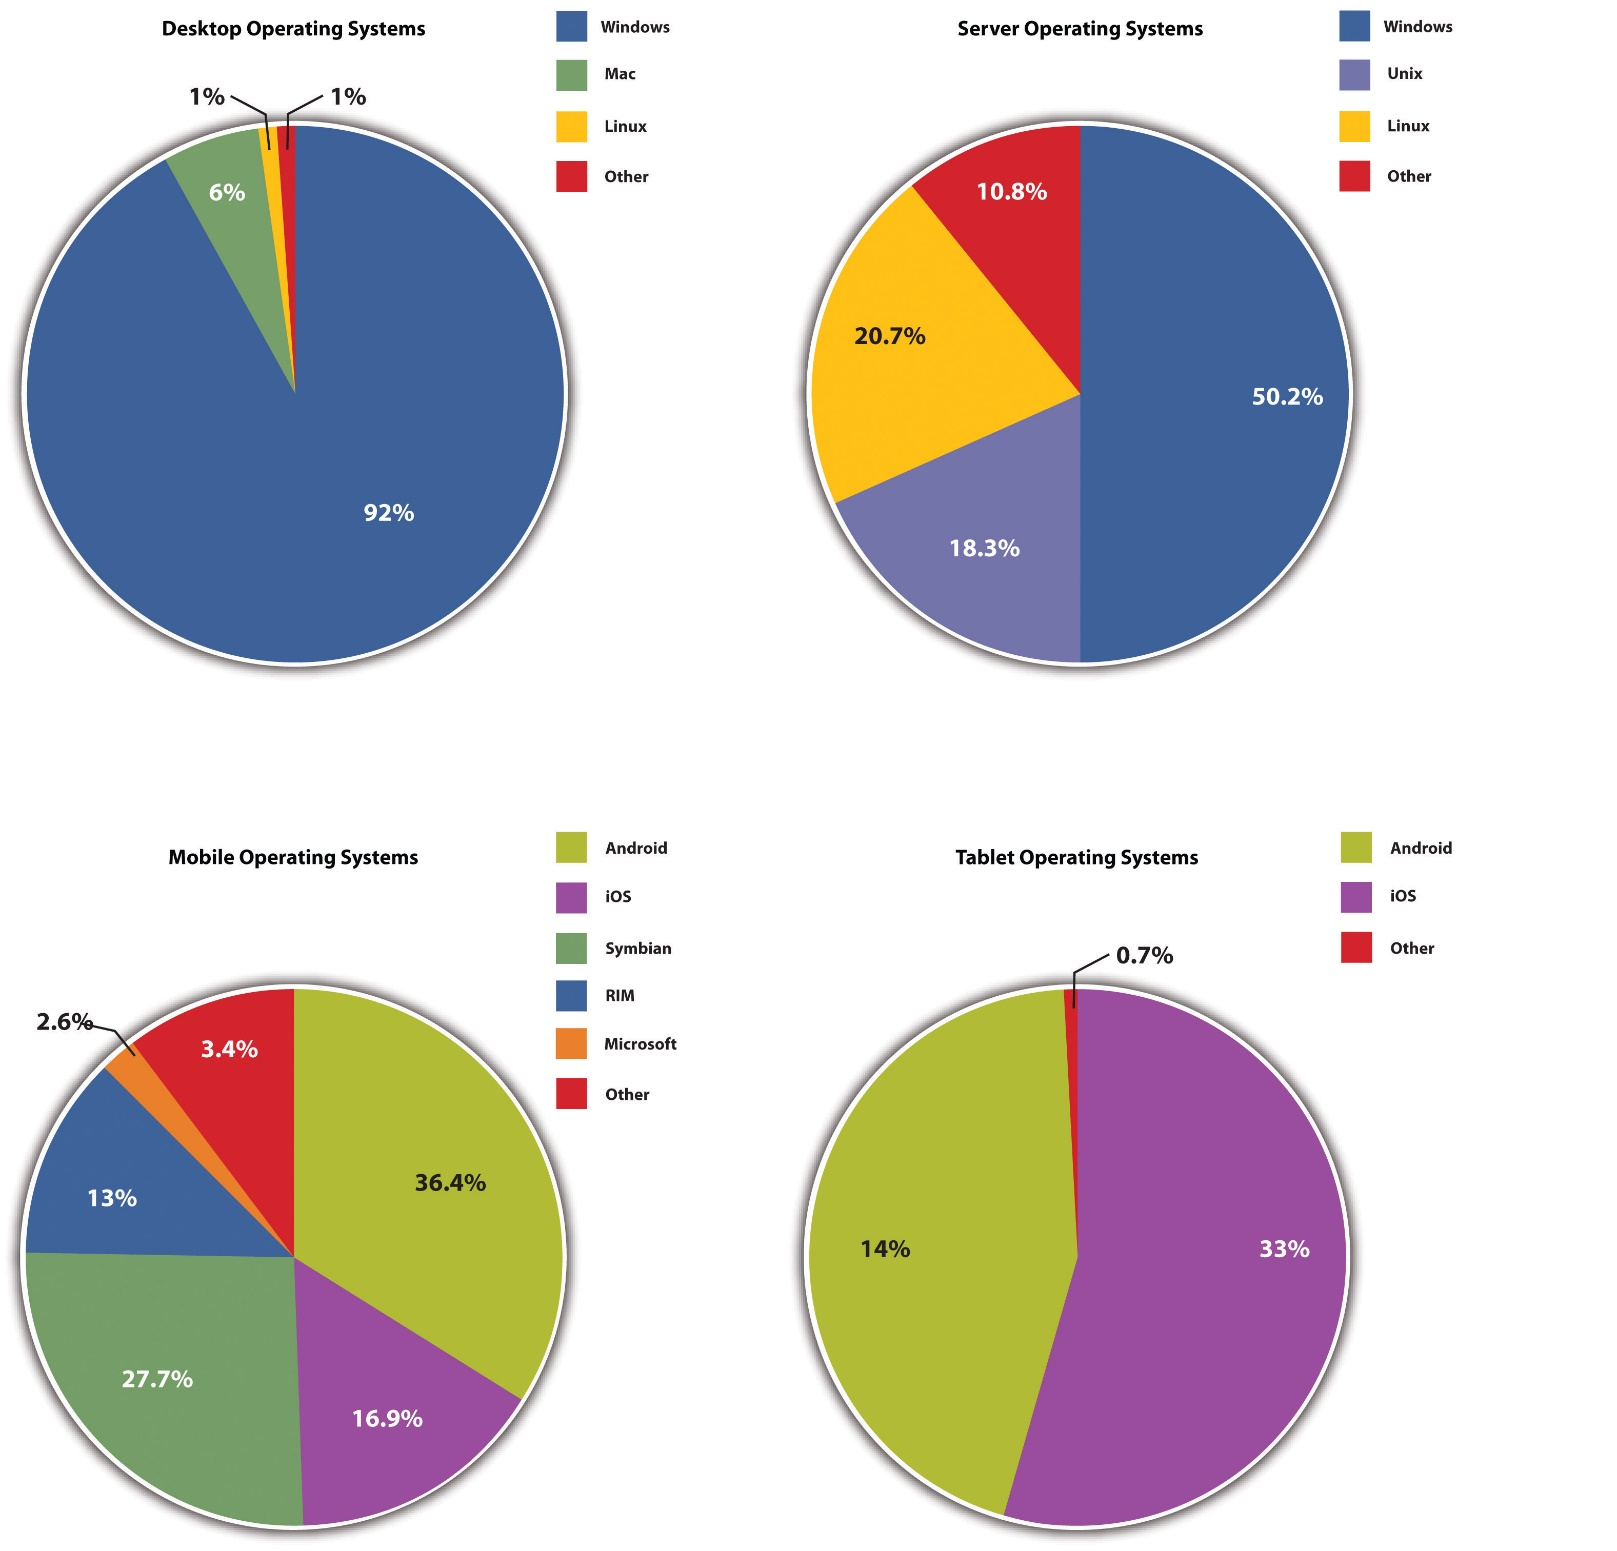 Desktop Operating Systems
Windows
Mac
Linux
Other
1%
1%
6%
92%
Server Operating Systems
Windows
Unix
Linux
Other
10.8%
20.7%
50.2%
18.3%
Mobile Operating Systems
Android
iOS
Symbian
RIM
Microsoft
Other
2.6%
3.4%
36.4%
13%
27.7%
16.9%
Tablet Operating Systems
Android
iOS
Other
0.7%
14%
33%